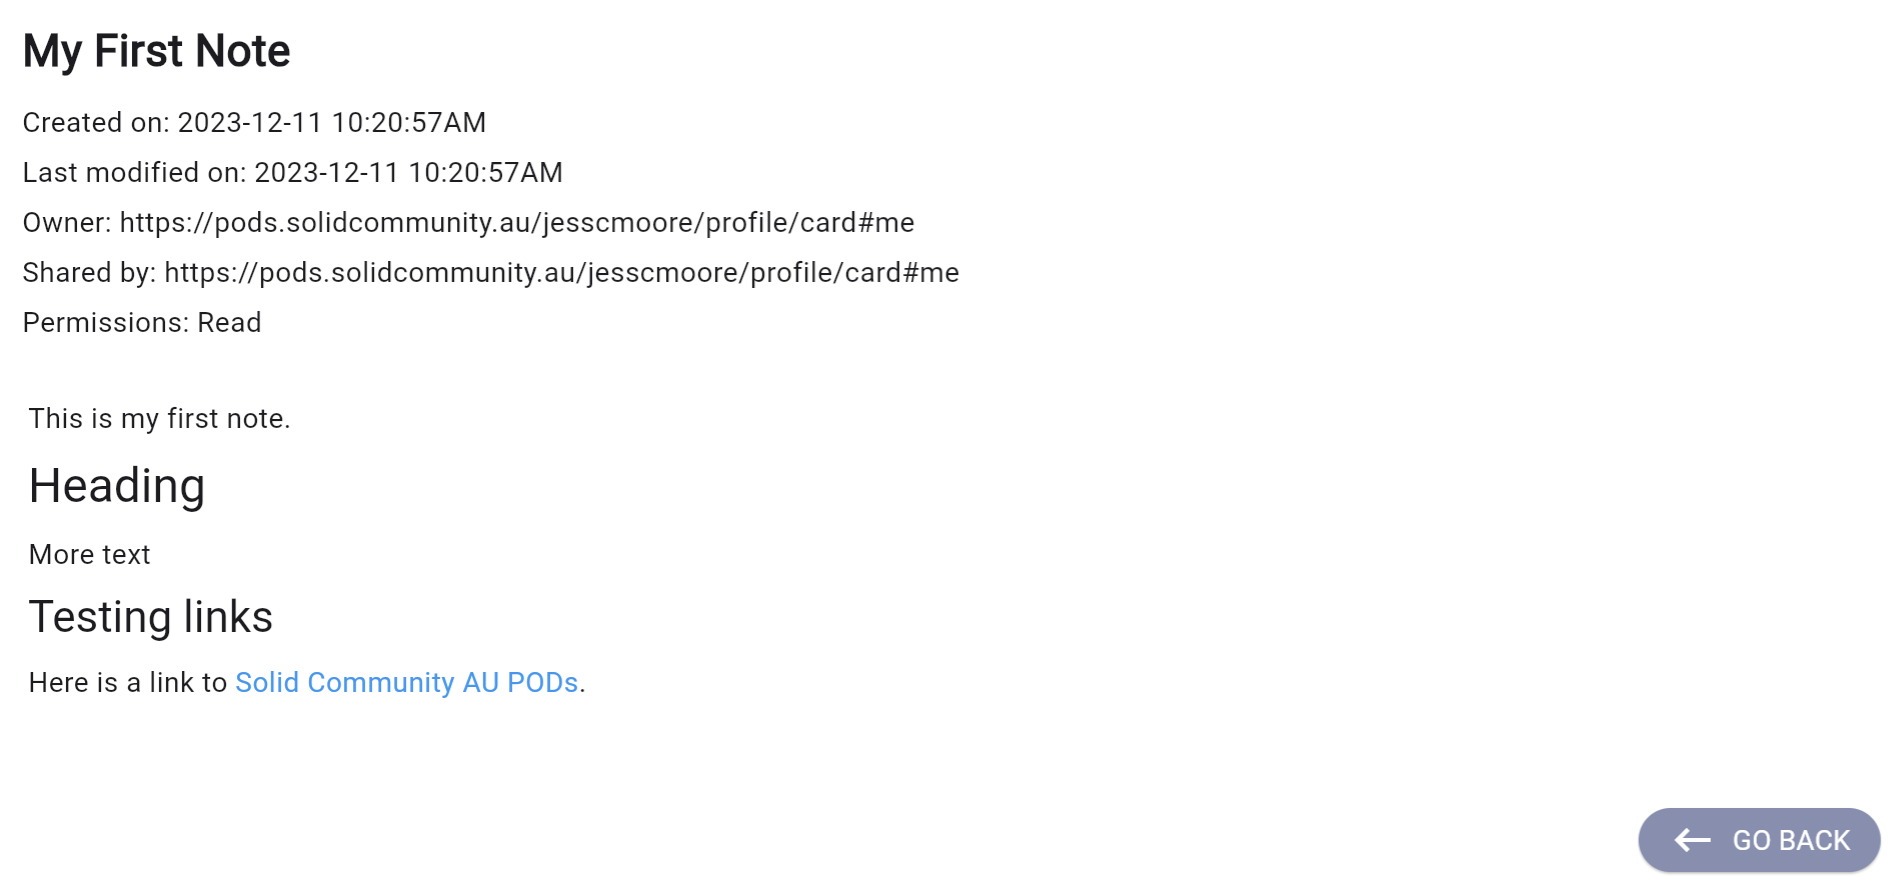 My First Note
Created on: 2023-12-11 10:20:57AM
Last modified on: 2023-12-11 10:20:57AM
Owner: https://pods.solidcommunity.au/jesscmoore/profile/card#me
Shared by: https://pods.solidcommunity.au/jesscmoore/profile/card#me
Permissions: Read
This is my first note.
Heading
More text
Testing links
Here is a link to Solid Community AU PODs.
GO BACK